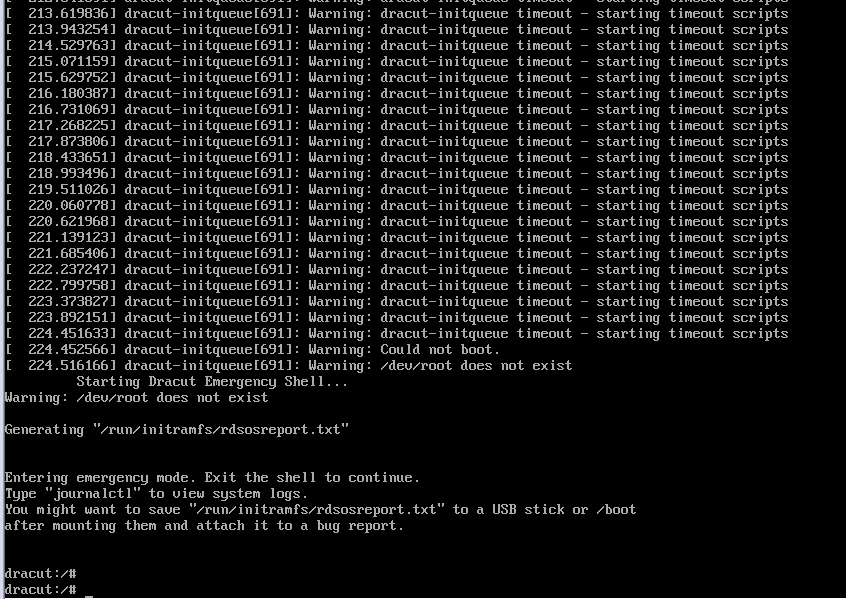 [  213.619836] dracut-initqueue[691]: Warning: dracut-initqueue timeout - starting timeout scripts
[  213.943254] dracut-initqueue[691]: Warning: dracut-initqueue timeout - starting timeout scripts
[  214.529763] dracut-initqueue[691]: Warning: dracut-initqueue timeout - starting timeout scripts
[  215.071159] dracut-initqueue[691]: Warning: dracut-initqueue timeout - starting timeout scripts
[  215.629752] dracut-initqueue[691]: Warning: dracut-initqueue timeout - starting timeout scripts
[  216.180387] dracut-initqueue[691]: Warning: dracut-initqueue timeout - starting timeout scripts
[  216.731069] dracut-initqueue[691]: Warning: dracut-initqueue timeout - starting timeout scripts
[  217.268225] dracut-initqueue[691]: Warning: dracut-initqueue timeout - starting timeout scripts
[  217.873806] dracut-initqueue[691]: Warning: dracut-initqueue timeout - starting timeout scripts
[  218.433651] dracut-initqueue[691]: Warning: dracut-initqueue timeout - starting timeout scripts
[  218.993496] dracut-initqueue[691]: Warning: dracut-initqueue timeout - starting timeout scripts
[  219.511026] dracut-initqueue[691]: Warning: dracut-initqueue timeout - starting timeout scripts
[  220.060778] dracut-initqueue[691]: Warning: dracut-initqueue timeout - starting timeout scripts
[  220.621968] dracut-initqueue[691]: Warning: dracut-initqueue timeout - starting timeout scripts
[  221.139123] dracut-initqueue[691]: Warning: dracut-initqueue timeout - starting timeout scripts
[  221.685406] dracut-initqueue[691]: Warning: dracut-initqueue timeout - starting timeout scripts
[  222.237247] dracut-initqueue[691]: Warning: dracut-initqueue timeout - starting timeout scripts
[  222.799758] dracut-initqueue[691]: Warning: dracut-initqueue timeout - starting timeout scripts
[  223.373827] dracut-initqueue[691]: Warning: dracut-initqueue timeout - starting timeout scripts
[  223.892151] dracut-initqueue[691]: Warning: dracut-initqueue timeout - starting timeout scripts
[  224.451633] dracut-initqueue[691]: Warning: dracut-initqueue timeout - starting timeout scripts
[  224.452566] dracut-initqueue[691]: Warning: Could not boot.
[  224.516166] dracut-initqueue[691]: Warning: /dev/root does not exist
         Starting Dracut Emergency Shell...
Warning: /dev/root does not exist
Generating "/run/initramfs/rdsosreport.txt"
Entering emergency mode. Exit the shell to continue.
Type "journalctl" to view system logs.
You might want to save "/run/initramfs/rdsosreport.txt" to a USB stick or /boot
after mounting them and attach it to a bug report.
dracut:/#
dracut:/# _